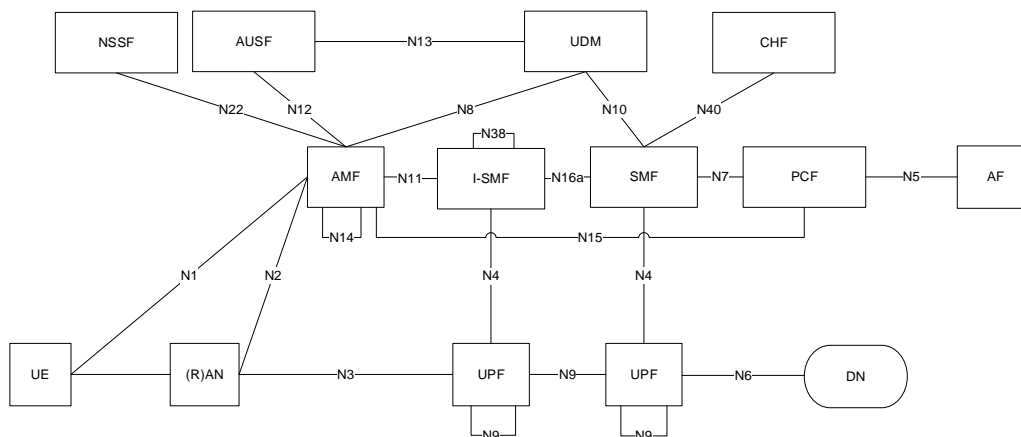 NSSF
AUSF
N13
UDM
CHF
N22
N12
N8
N10
N40
N38
AMF
N11
I-SMF
N16a
SMF
N7
PCF
N5
AF
N14
N15
N1
N2
N4
N4
UE
(R)AN
N3
UPF
N9
UPF
N6
DN
N9
N9